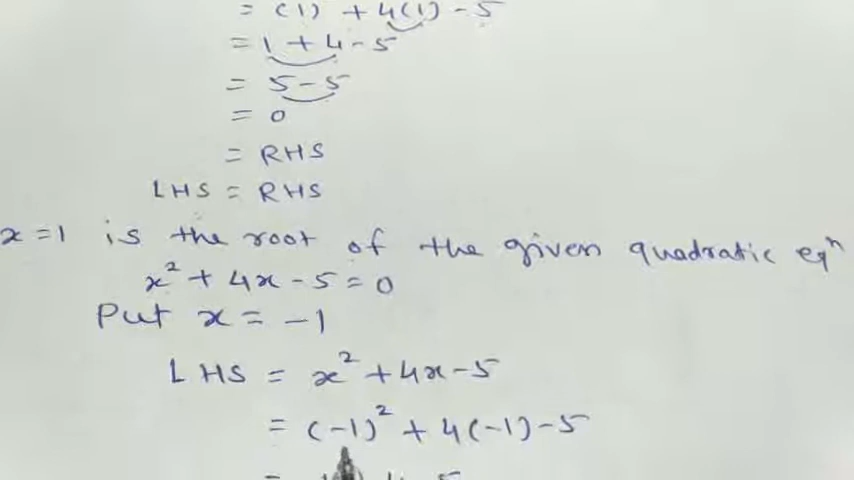 = (1) + 4(1) - 5
= 1 + 4 - 5
= 5 - 5
= 0
= RHS
LHS = RHS
x = 1 is the root of the given quadratic eqⁿ
x² + 4x - 5 = 0
Put x = -1
LHS = x² + 4x - 5
= (-1)² + 4(-1) - 5